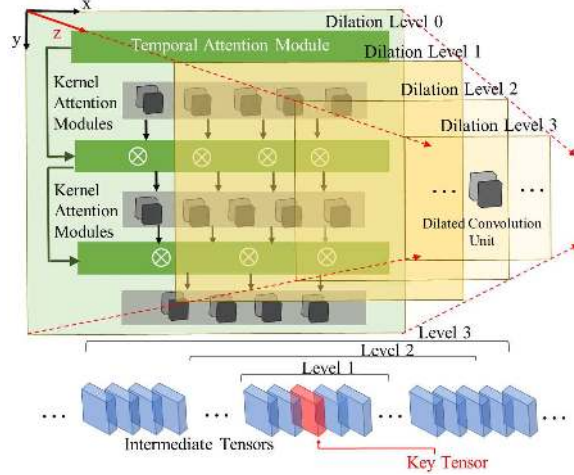 x
y
z
Dilation Level 0
Temporal Attention Module
Dilation Level 1
Kernel
Attention
Modules
Dilation Level 2
Dilation Level 3
Kernel
Attention
Modules
... ...
Dilated Convolution
Unit
Level 3
Level 2
Level 1
... ... ... ...
Intermediate Tensors
Key Tensor